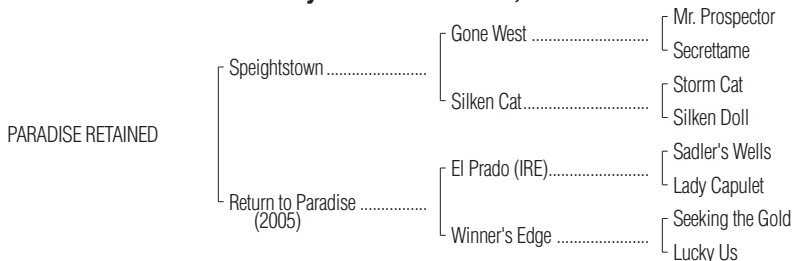 Mr. Prospector
Gone West
Secrettame
Speightstown
Storm Cat
Silken Cat
Silken Doll
PARADISE RETAINED
Sadler's Wells
El Prado (IRE)
Lady Capulet
Return to Paradise
(2005)
Seeking the Gold
Winner's Edge
Lucky Us